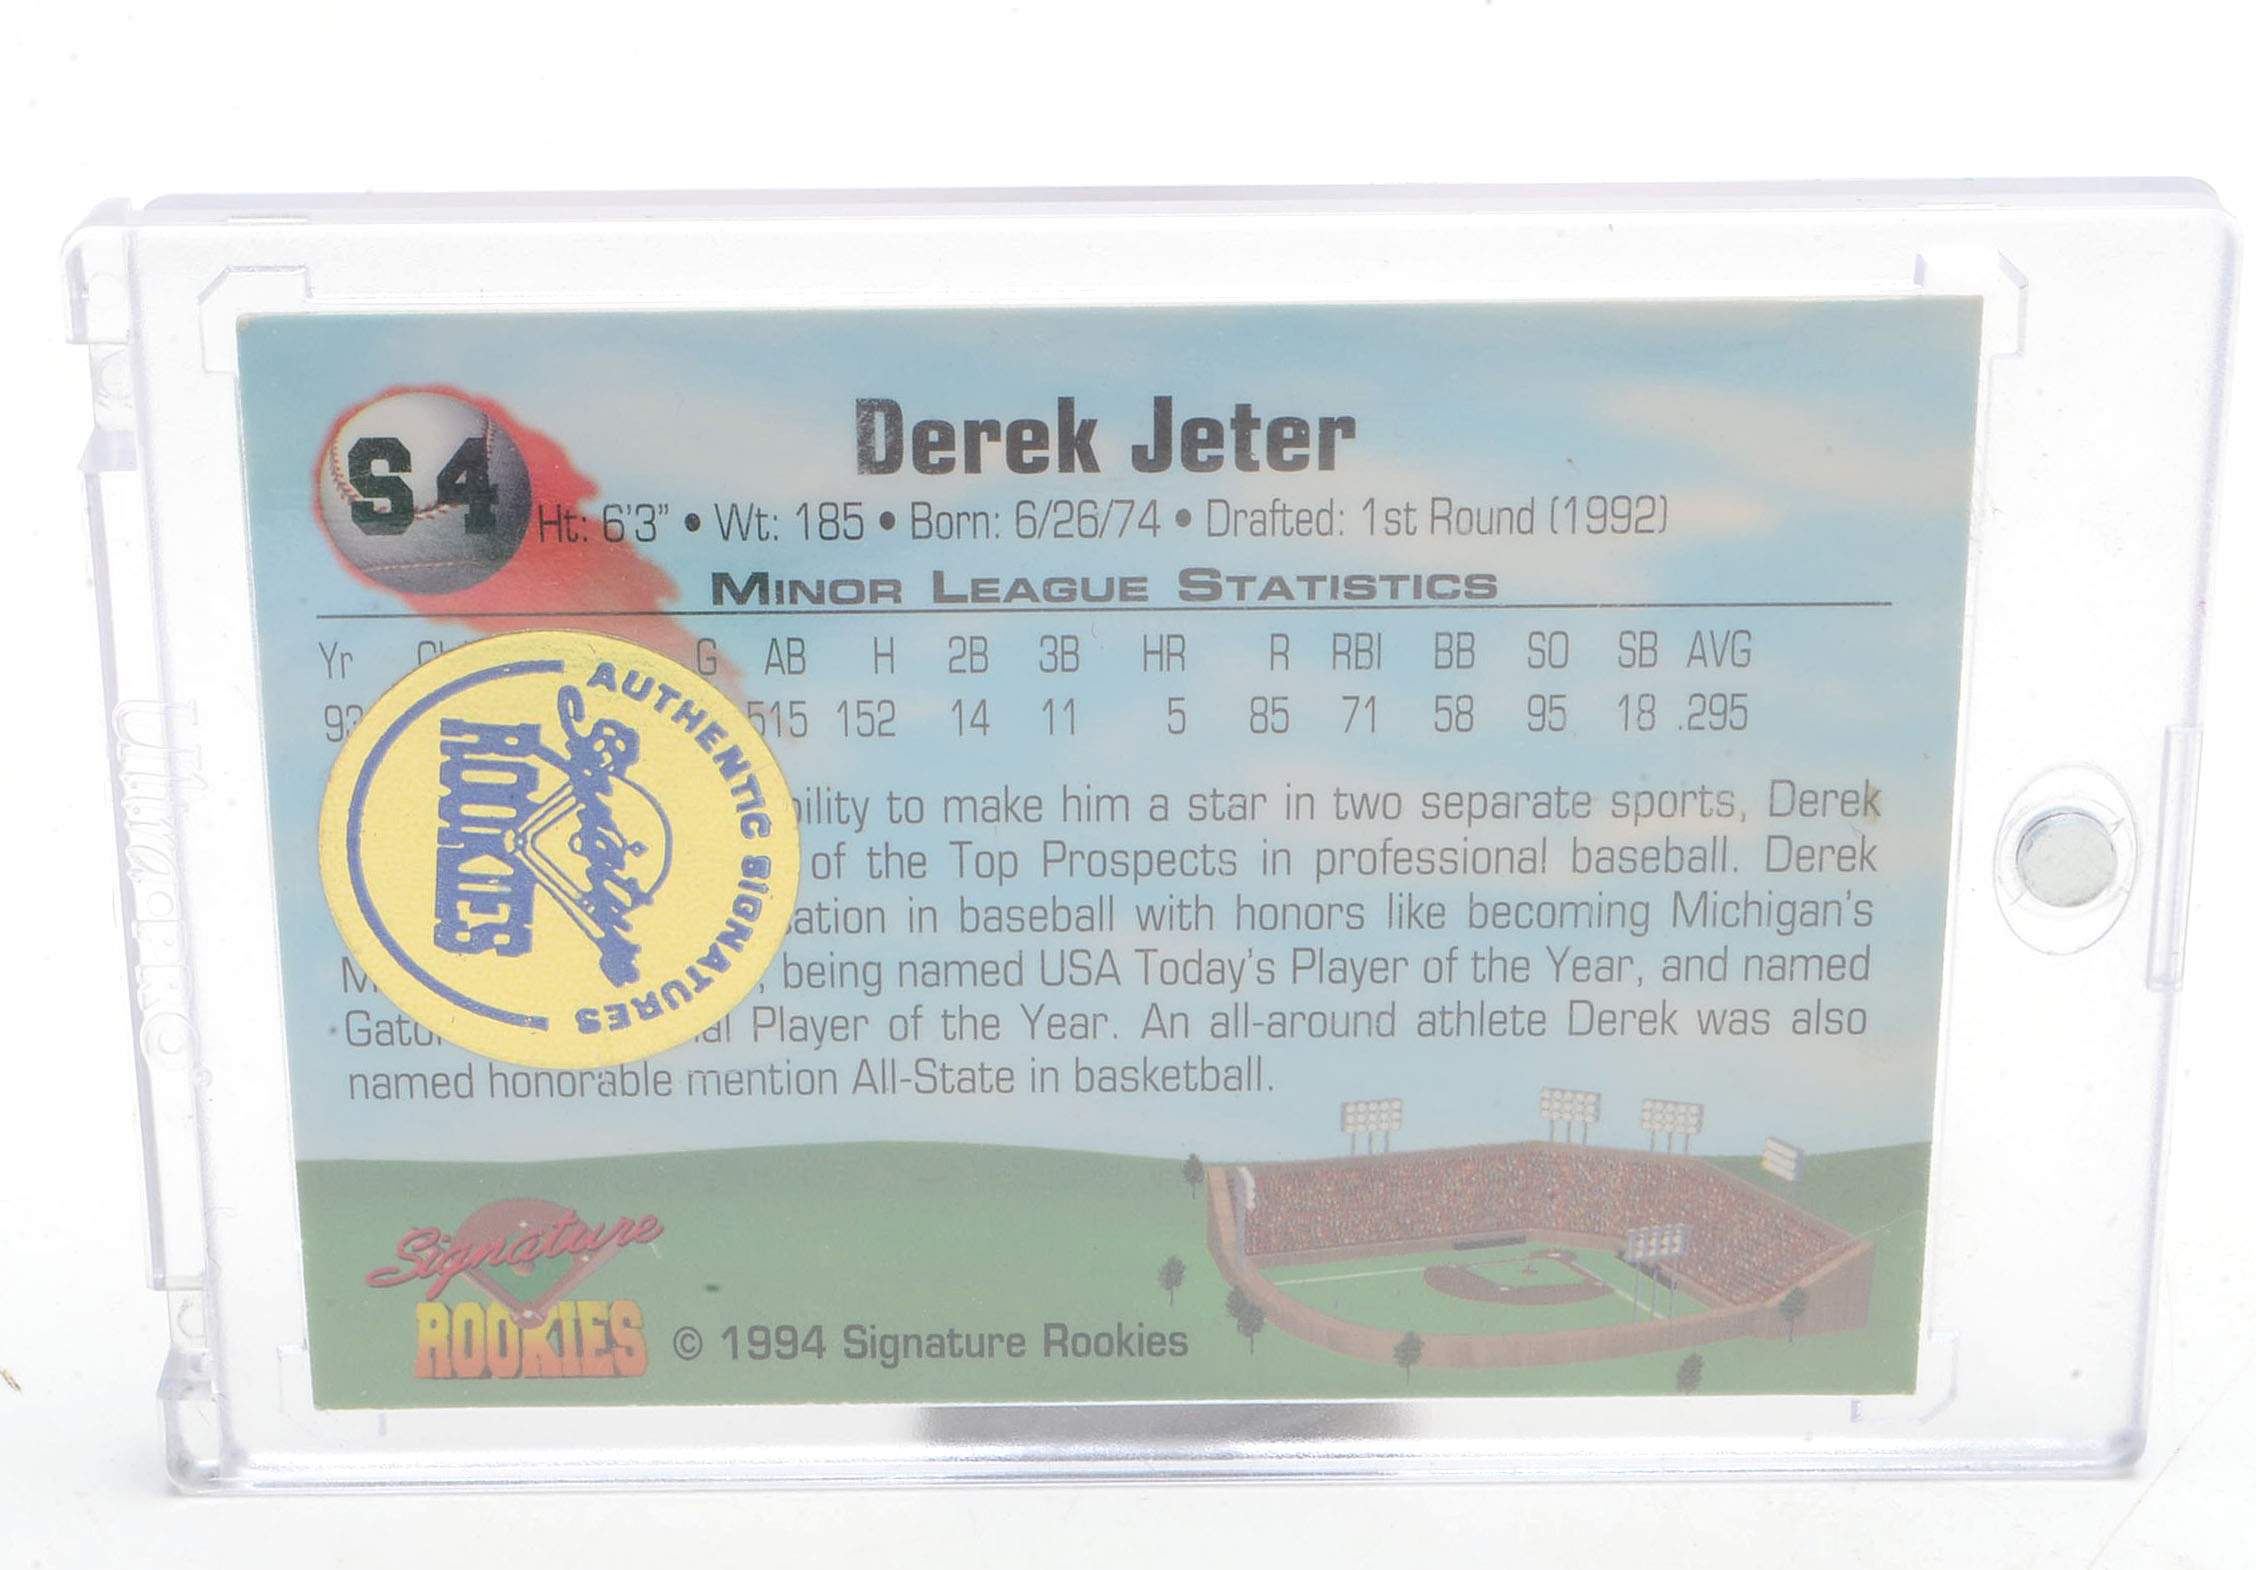 S4
Derek Jeter
Ht: 6'3" • Wt: 185 • Born: 6/26/74 • Drafted: 1st Round (1992)
MINOR LEAGUE STATISTICS
Yr G AB H 2B 3B HR R RBI BB SO SB AVG
93 515 152 14 11 5 85 71 58 95 18 .295
to make him a star in two separate sports, Derek
of the Top Prospects in professional baseball. Derek
in baseball with honors like becoming Michigan's
, being named USA Today's Player of the Year, and named
Player of the Year. An all-around athlete Derek was also
named honorable mention All-State in basketball.
AUTHENTIC SIGNATURES
Signature
ROOKIES
Signature
ROOKIES
© 1994 Signature Rookies
Ultra PRO